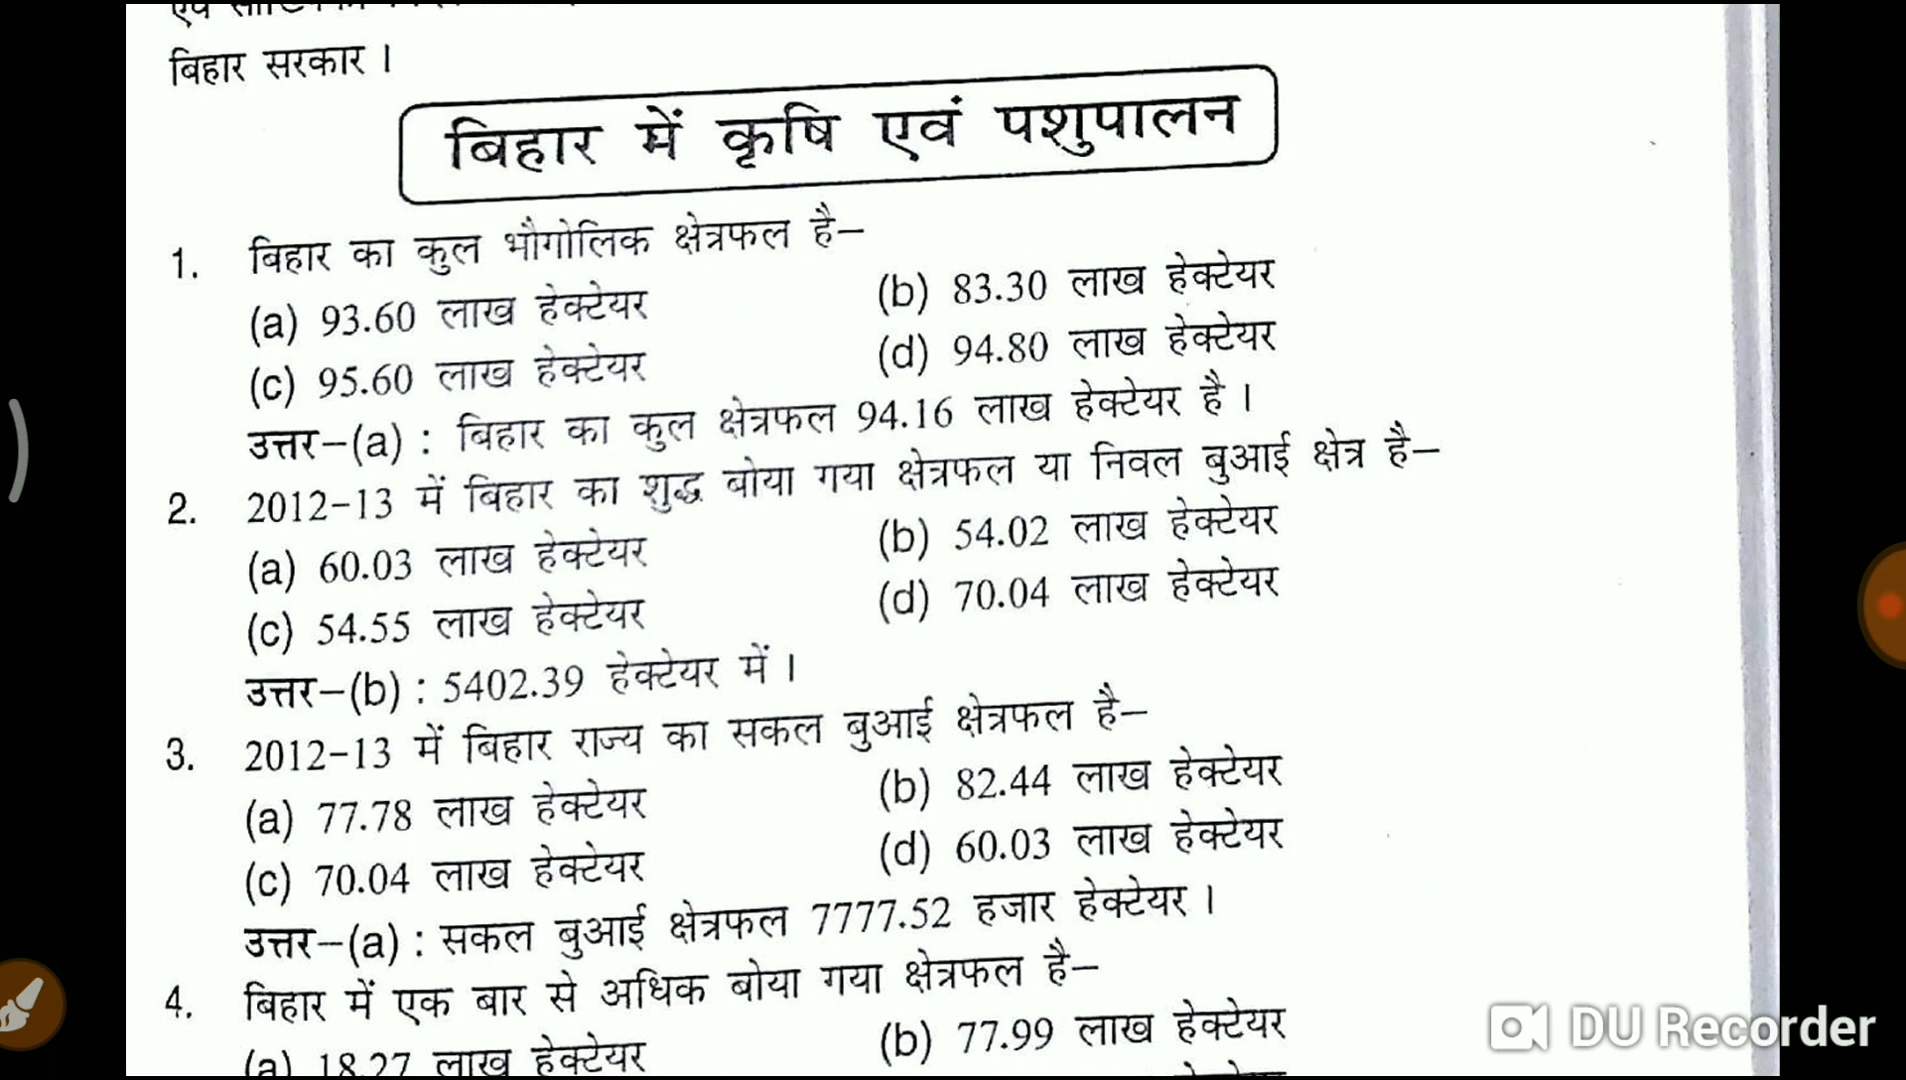 बिहार सरकार ।
बिहार में कृषि एवं पशुपालन
1. बिहार का कुल भौगोलिक क्षेत्रफल है–
(a) 93.60 लाख हेक्टेयर (b) 83.30 लाख हेक्टेयर
(c) 95.60 लाख हेक्टेयर (d) 94.80 लाख हेक्टेयर
उत्तर–(a) : बिहार का कुल क्षेत्रफल 94.16 लाख हेक्टेयर है ।
2. 2012–13 में बिहार का शुद्ध बोया गया क्षेत्रफल या निवल बुआई क्षेत्र है–
(a) 60.03 लाख हेक्टेयर (b) 54.02 लाख हेक्टेयर
(c) 54.55 लाख हेक्टेयर (d) 70.04 लाख हेक्टेयर
उत्तर–(b) : 5402.39 हेक्टेयर में ।
3. 2012–13 में बिहार राज्य का सकल बुआई क्षेत्रफल है–
(a) 77.78 लाख हेक्टेयर (b) 82.44 लाख हेक्टेयर
(c) 70.04 लाख हेक्टेयर (d) 60.03 लाख हेक्टेयर
उत्तर–(a) : सकल बुआई क्षेत्रफल 7777.52 हजार हेक्टेयर ।
4. बिहार में एक बार से अधिक बोया गया क्षेत्रफल है–
(a) 18.27 लाख हेक्टेयर (b) 77.99 लाख हेक्टेयर
DU Recorder